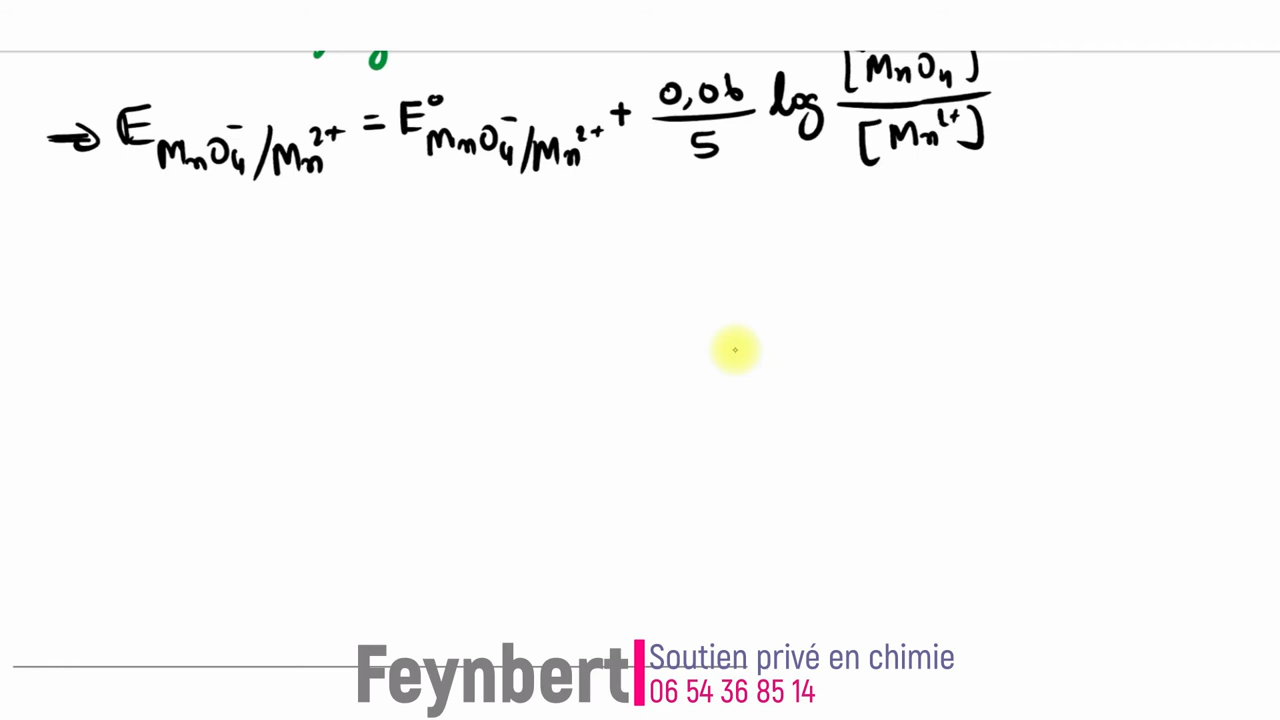 → E MnO₄⁻/Mn²⁺ = E⁰ MnO₄⁻/Mn²⁺ + 0,06/5 log [MnO₄]/[Mn²⁺]
Feynbert
Soutien privé en chimie
06 54 36 85 14